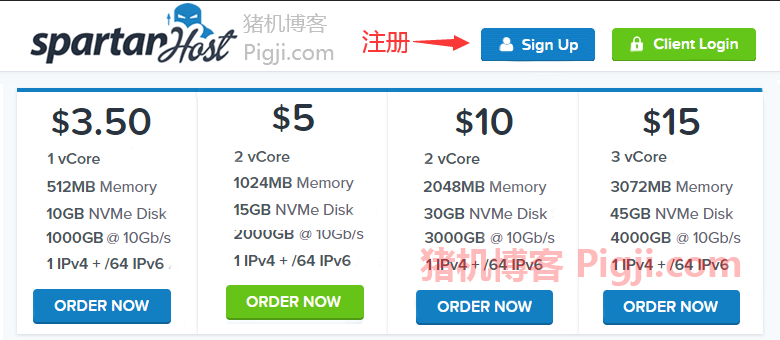 spartanHost
猪机博客
Pigji.com
注册
Sign Up
Client Login
$3.50
1 vCore
512MB Memory
10GB NVMe Disk
1000GB @ 10Gb/s
1 IPv4 + /64 IPv6
ORDER NOW
$5
2 vCore
1024MB Memory
15GB NVMe Disk
2000GB @ 10Gb/s
1 IPv4 + /64 IPv6
ORDER NOW
$10
2 vCore
2048MB Memory
30GB NVMe Disk
3000GB @ 10Gb/s
1 IPv4 + /64 IPv6
ORDER NOW
$15
3 vCore
3072MB Memory
45GB NVMe Disk
4000GB @ 10Gb/s
1 IPv4 + /64 IPv6
ORDER NOW
猪机博客 Pigji.com